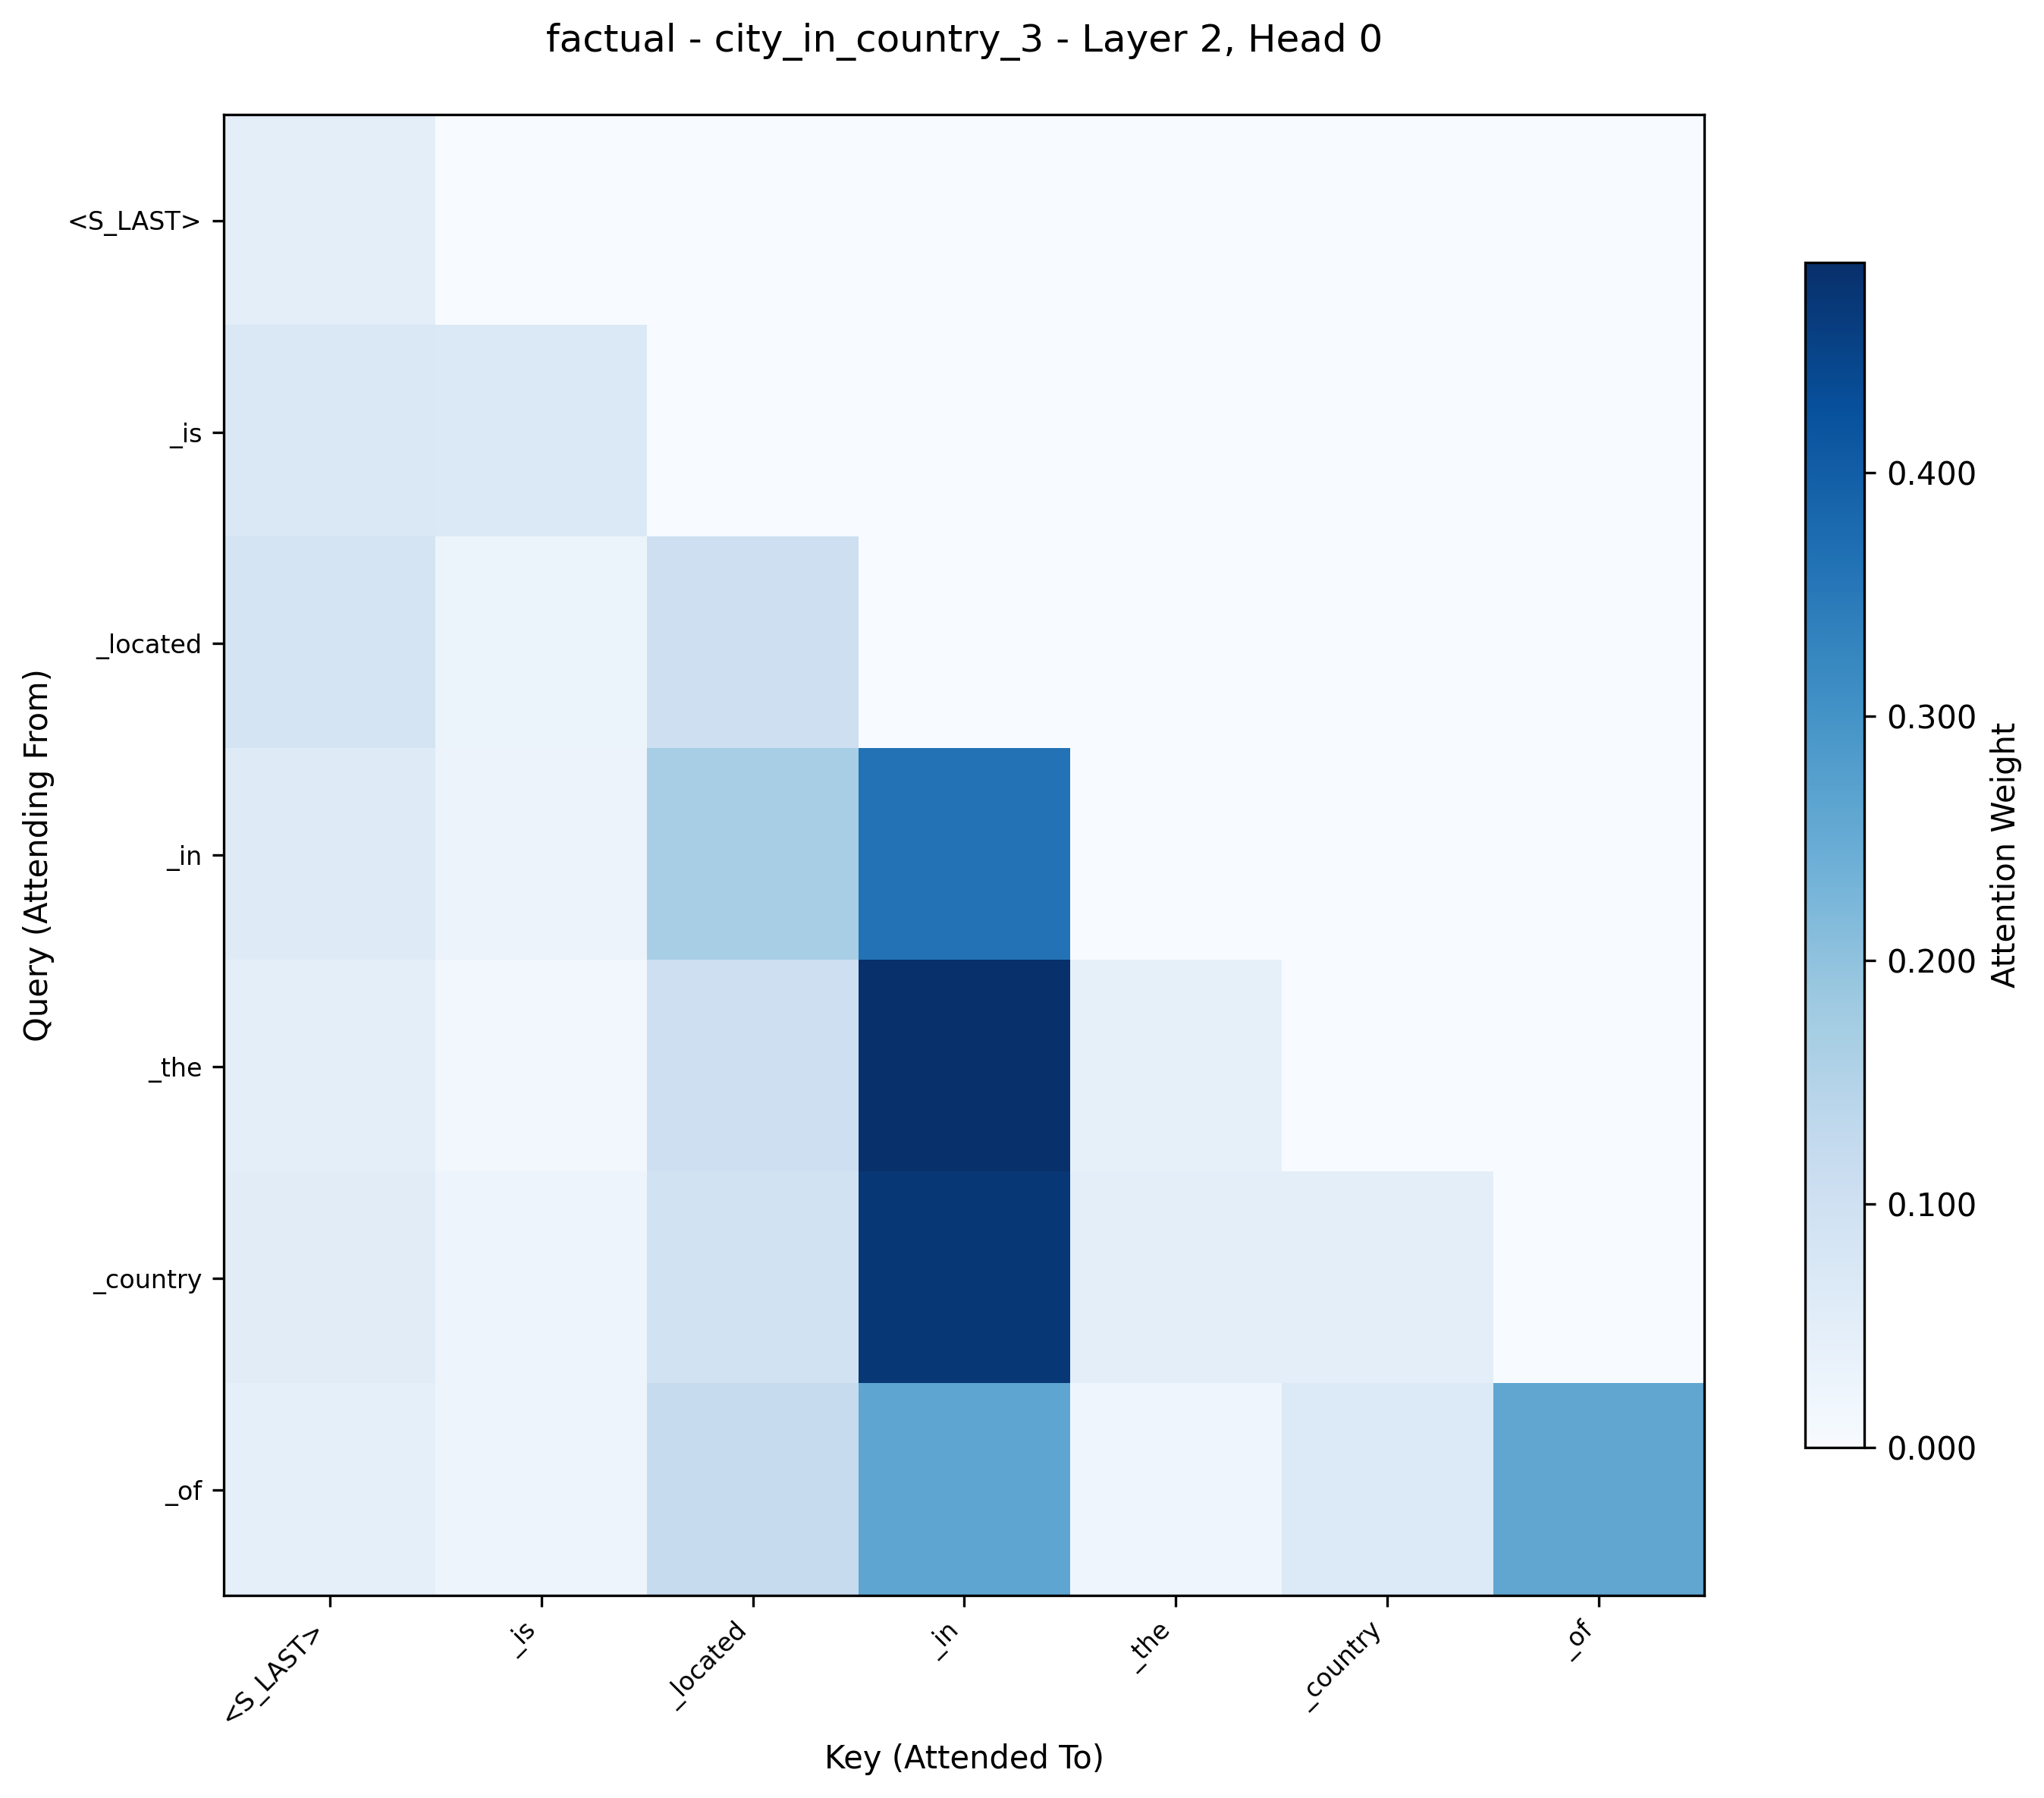 factual - city_in_country_3 - Layer 2, Head 0
Query (Attending From)
<S_LAST>
_is
_located
_in
_the
_country
_of
<S_LAST>
_is
_located
_in
_the
_country
_of
Key (Attended To)
0.400
0.300
0.200
0.100
0.000
Attention Weight